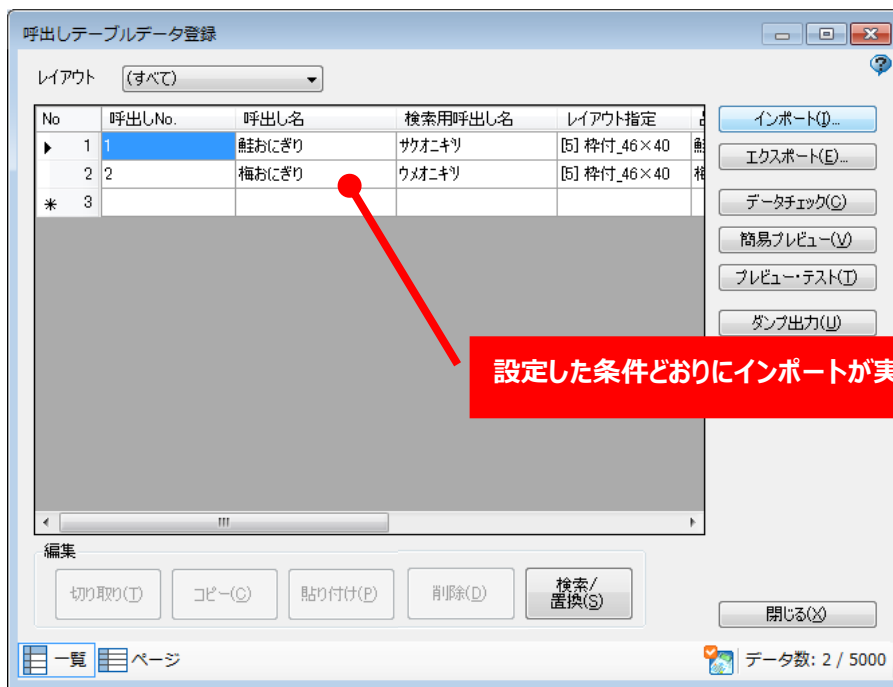 呼出しテーブルデータ登録
レイアウト (すべて)
No 呼出しNo. 呼出し名 検索用呼出し名 レイアウト指定
1 1 鮭おにぎり サケオニギリ [5] 枠付_46×40 鮭
2 2 梅おにぎり ウメオニギリ [5] 枠付_46×40 梅
3
インポート(I)...
エクスポート(E)...
データチェック(C)
簡易プレビュー(V)
プレビュー・テスト(T)
ダンプ出力(U)
設定した条件どおりにインポートが実
編集
切り取り(T) コピー(C) 貼り付け(P) 削除(D) 検索/
置換(S)
閉じる(X)
一覧 ページ データ数: 2 / 5000